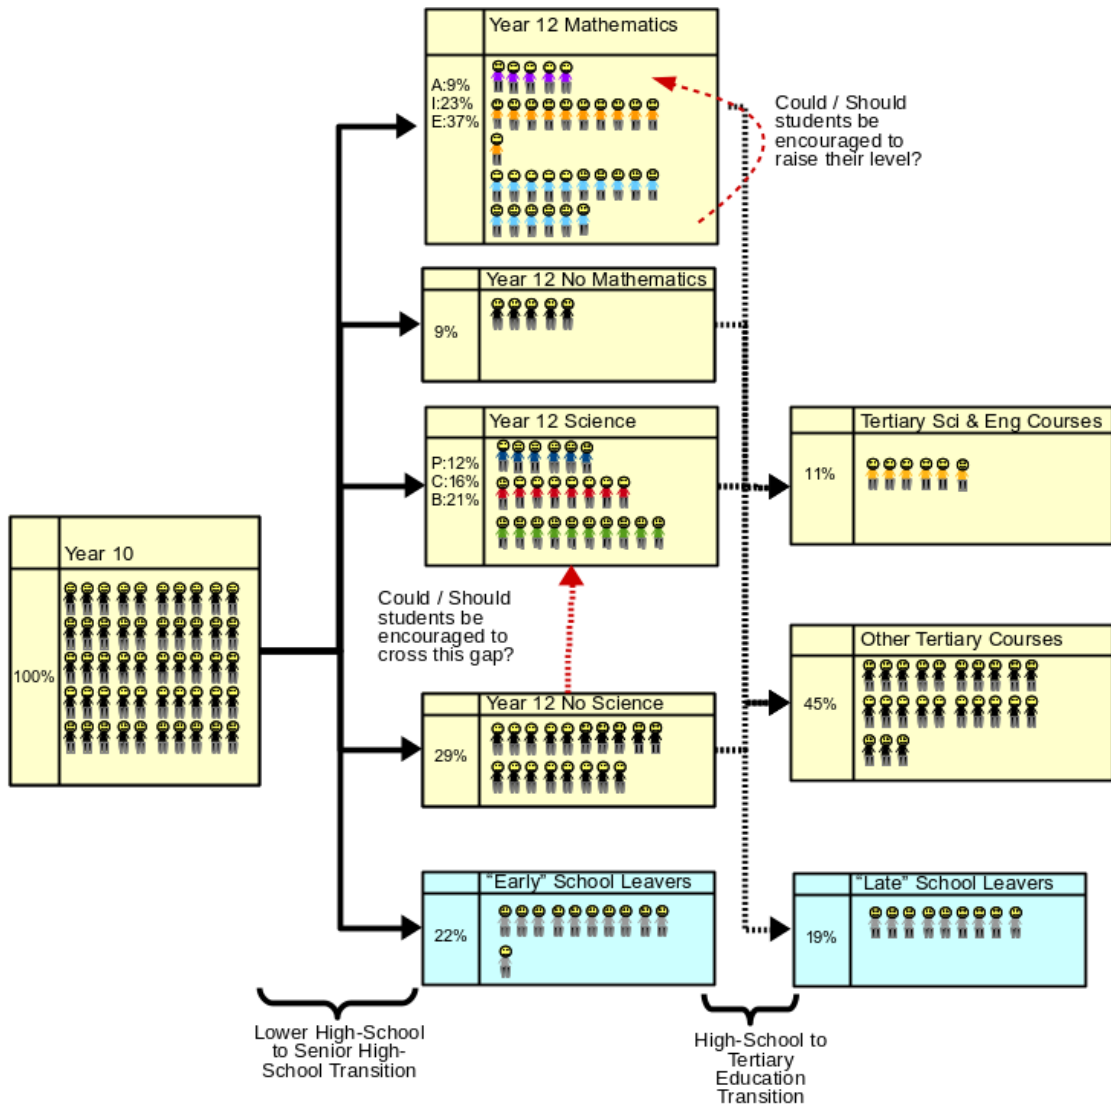 Year 12 Mathematics
A:9%
I:23%
E:37%
Could / Should
students be
encouraged to
raise their level?
Year 12 No Mathematics
9%
Year 12 Science
P:12%
C:16%
B:21%
Tertiary Sci & Eng Courses
11%
Year 10
100%
Could / Should
students be
encouraged to
cross this gap?
Other Tertiary Courses
45%
Year 12 No Science
29%
"Early" School Leavers
22%
"Late" School Leavers
19%
Lower High-School
to Senior High-
School Transition
High-School to
Tertiary
Education
Transition